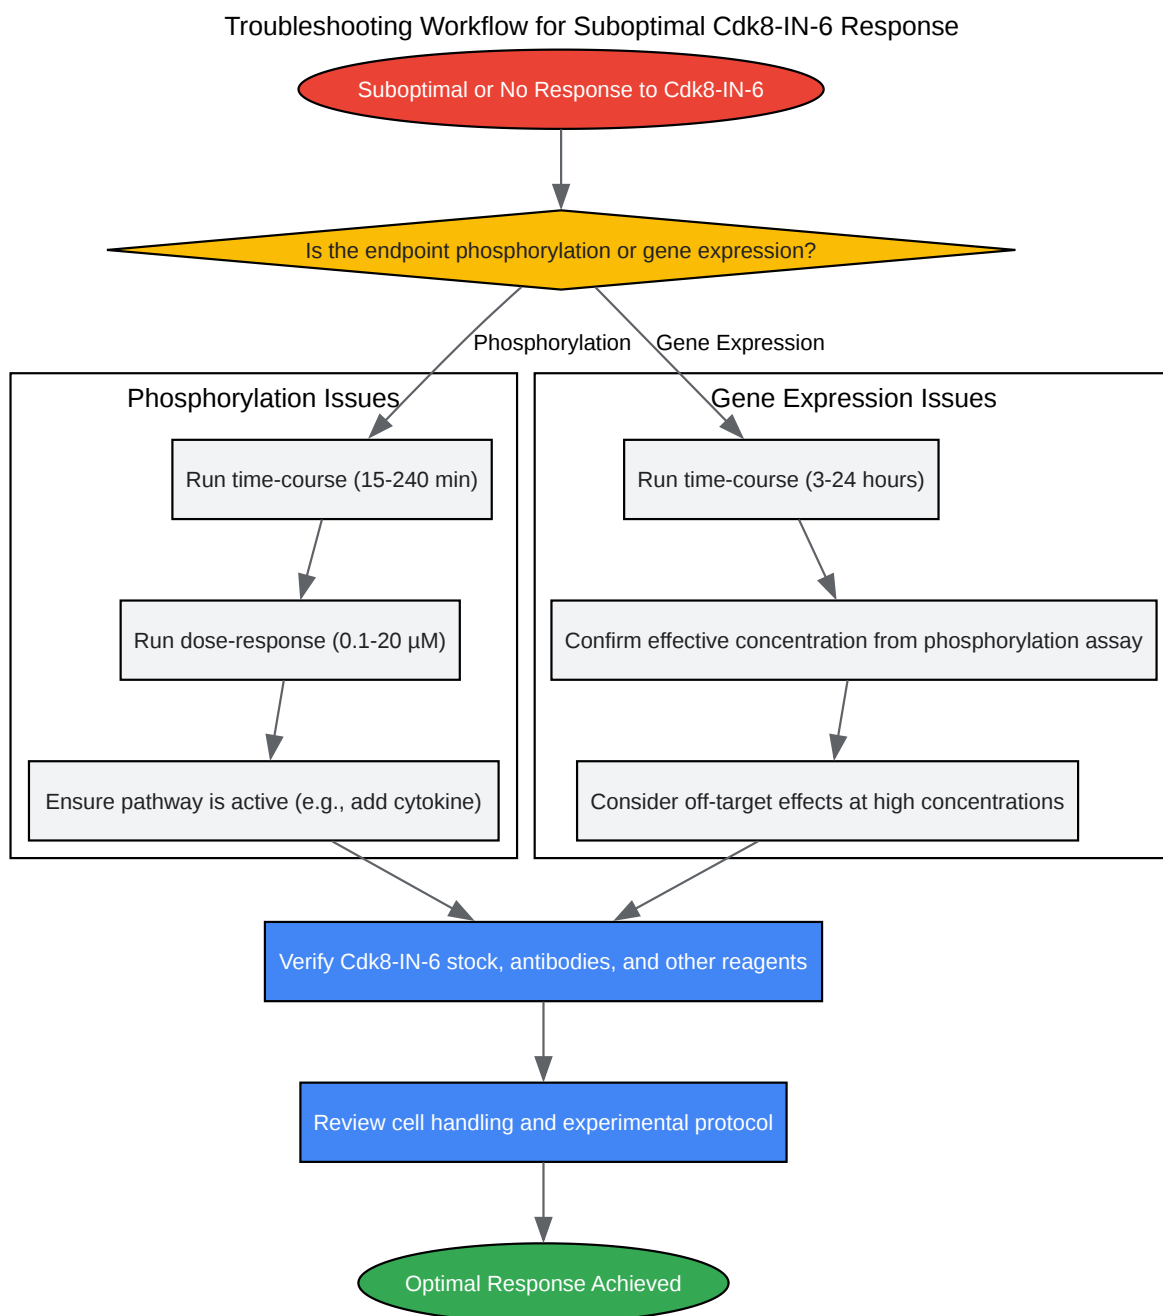 Troubleshooting Workflow for Suboptimal Cdk8-IN-6 Response
Suboptimal or No Response to Cdk8-IN-6
Is the endpoint phosphorylation or gene expression?
Phosphorylation
Gene Expression
Phosphorylation Issues
Run time-course (15-240 min)
Run dose-response (0.1-20 µM)
Ensure pathway is active (e.g., add cytokine)
Gene Expression Issues
Run time-course (3-24 hours)
Confirm effective concentration from phosphorylation assay
Consider off-target effects at high concentrations
Verify Cdk8-IN-6 stock, antibodies, and other reagents
Review cell handling and experimental protocol
Optimal Response Achieved